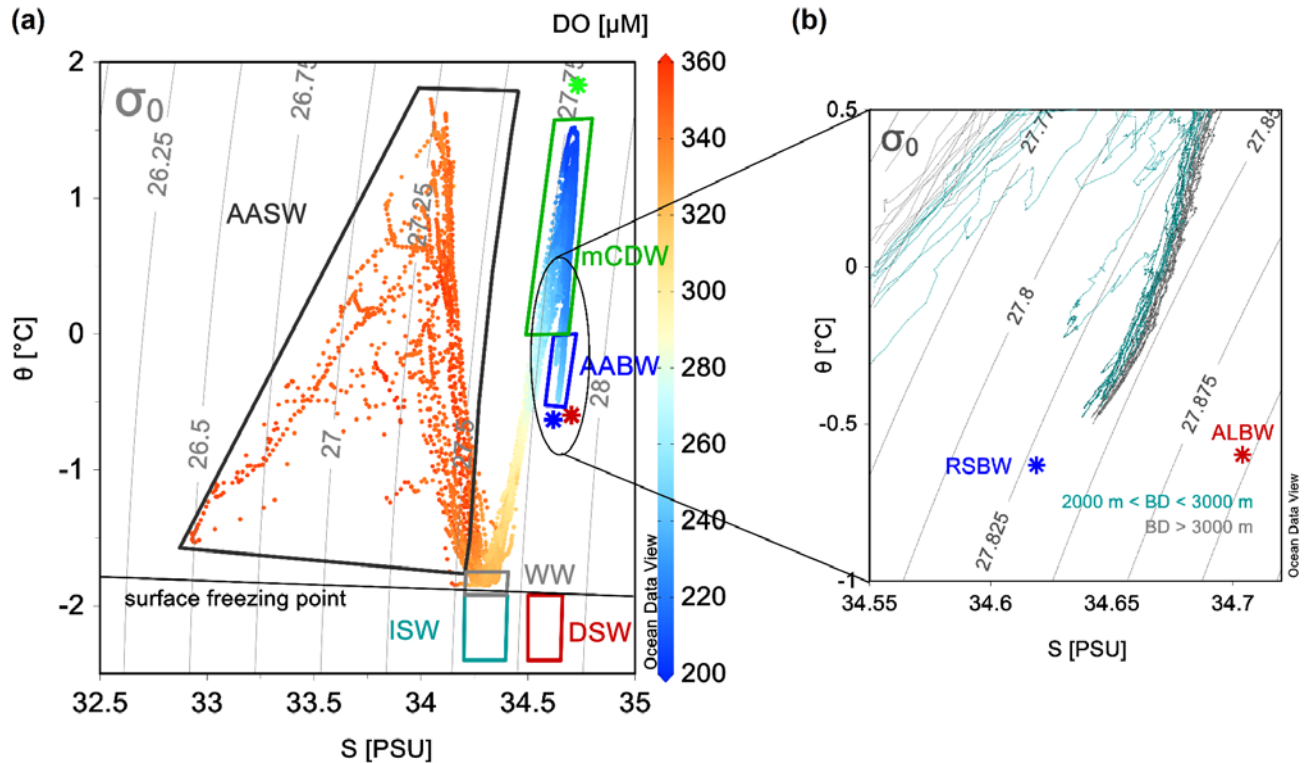 (a)
DO [µM]
2
1
0
-1
-2
θ [°C]
σ0
26.25
26.5
26.75
27
27.25
27.5
27.75
28
AASW
mCDW
AABW
WW
ISW
DSW
surface freezing point
Ocean Data View
32.5 33 33.5 34 34.5 35
S [PSU]
360
340
320
300
280
260
240
220
200
(b)
0.5
0
-0.5
-1
θ [°C]
σ0
27.8
27.825
27.85
27.875
RSBW
ALBW
2000 m < BD < 3000 m
BD > 3000 m
Ocean Data View
34.55 34.6 34.65 34.7
S [PSU]